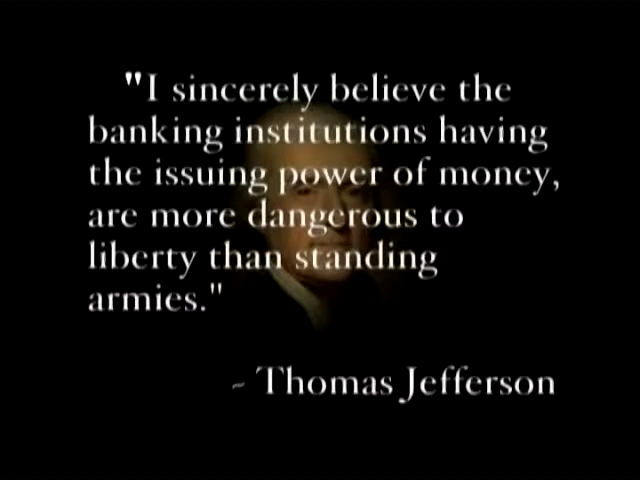 "I sincerely believe the
banking institutions having
the issuing power of money,
are more dangerous to
liberty than standing
armies."
~ Thomas Jefferson